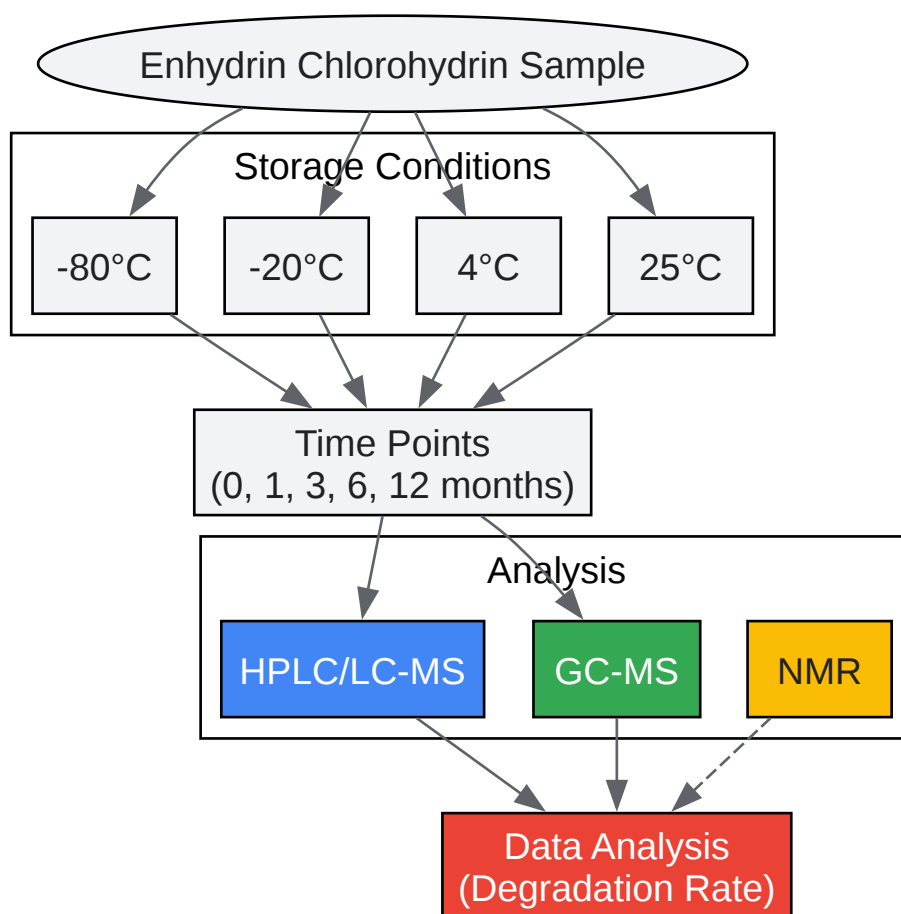 Enhydrin Chlorohydrin Sample
Storage Conditions
-80°C
-20°C
4°C
25°C
Time Points
(0, 1, 3, 6, 12 months)
Analysis
HPLC/LC-MS
GC-MS
NMR
Data Analysis
(Degradation Rate)